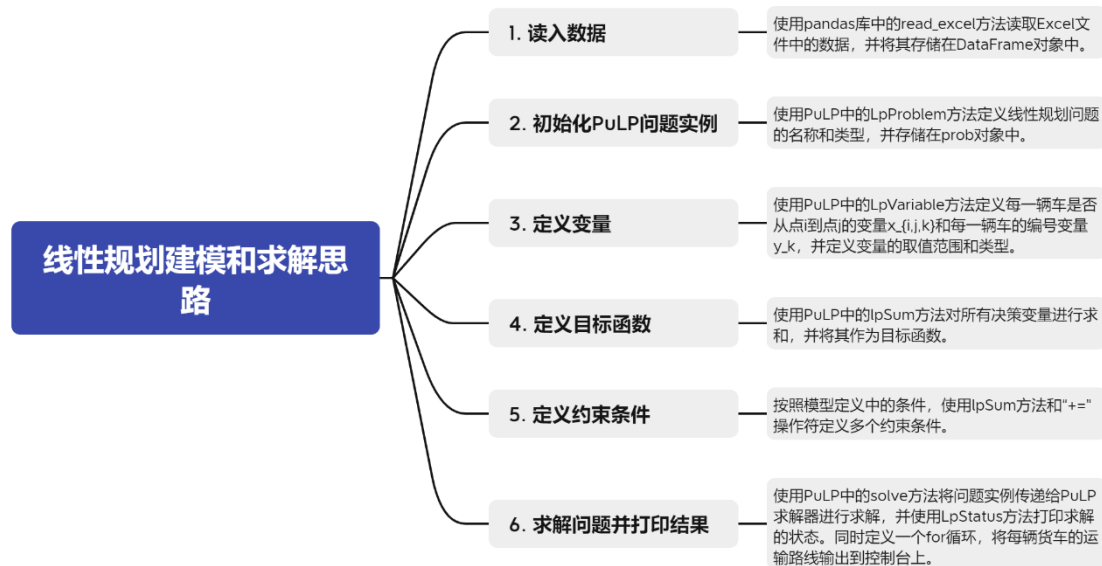 线性规划建模和求解思
路
1. 读入数据
使用pandas库中的read_excel方法读取Excel文
件中的数据，并将其存储在DataFrame对象中。
2. 初始化PuLP问题实例
使用PuLP中的LpProblem方法定义线性规划问题
的名称和类型，并存储在prob对象中。
3. 定义变量
使用PuLP中的LpVariable方法定义每一辆车是否
从点i到点j的变量x_{i,j,k}和每一辆车的编号变量
y_k，并定义变量的取值范围和类型。
4. 定义目标函数
使用PuLP中的lpSum方法对所有决策变量进行求
和，并将其作为目标函数。
5. 定义约束条件
按照模型定义中的条件，使用lpSum方法和"+="
操作符定义多个约束条件。
6. 求解问题并打印结果
使用PuLP中的solve方法将问题实例传递给PuLP
求解器进行求解，并使用LpStatus方法打印求解
的状态。同时定义一个for循环，将每辆货车的运
输路线输出到控制台上。